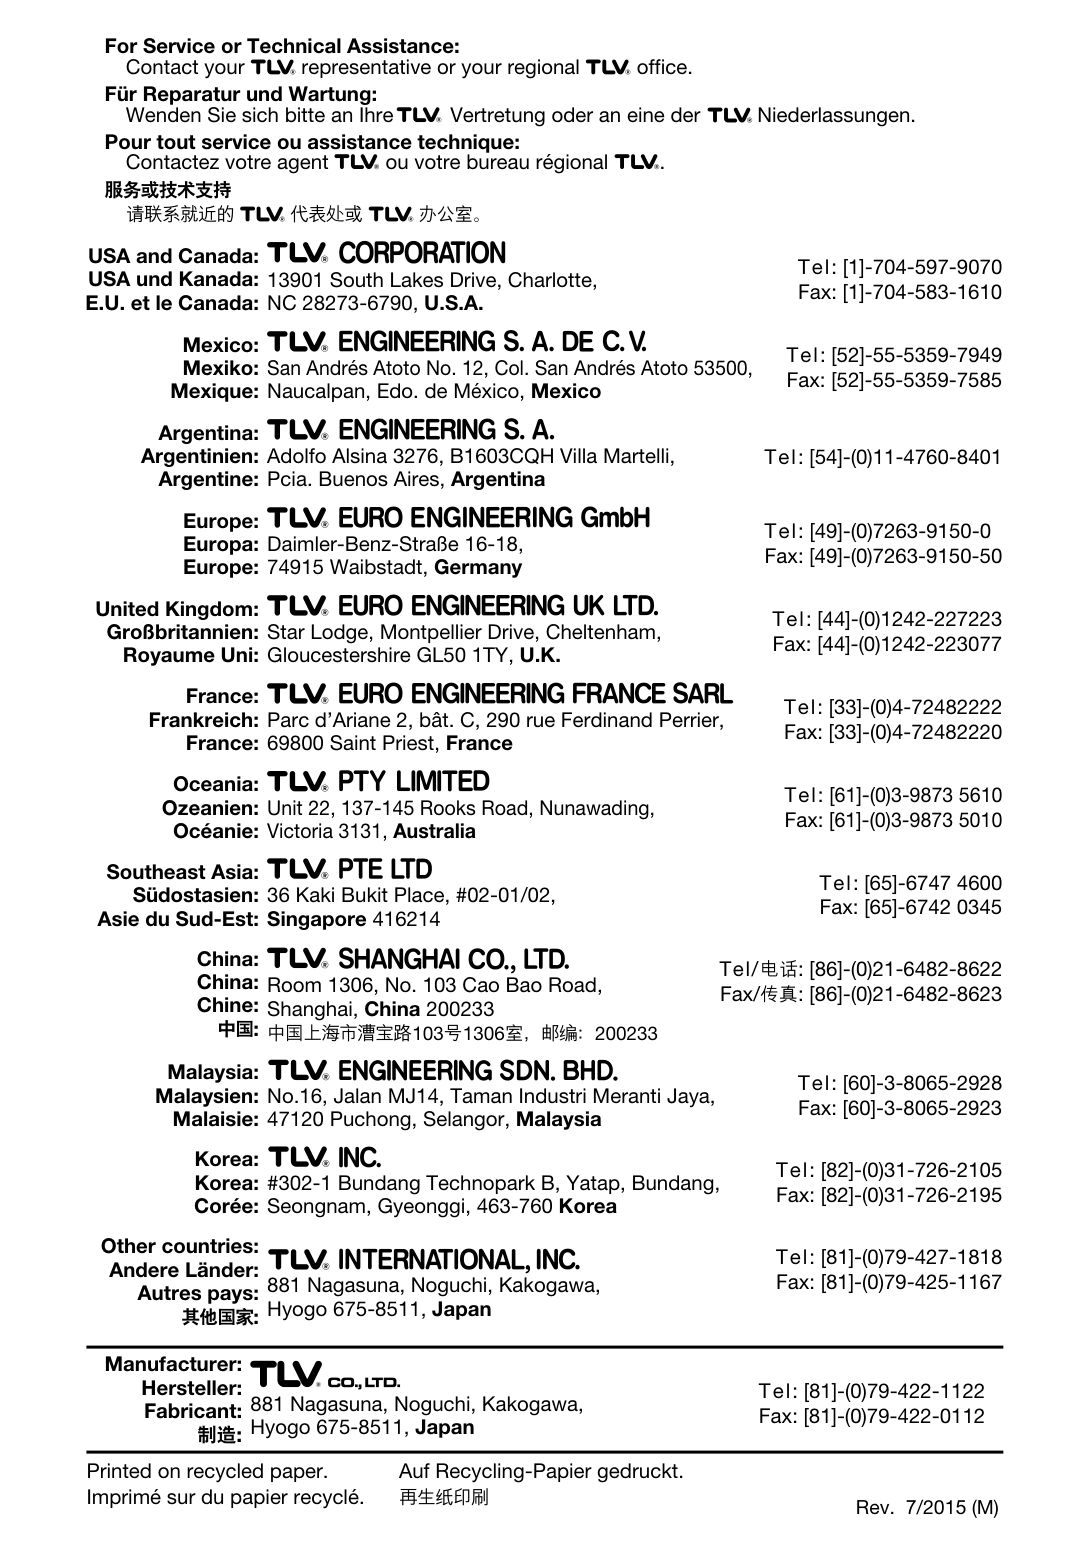 For Service or Technical Assistance:
Contact your TLV® representative or your regional TLV® office.
Für Reparatur und Wartung:
Wenden Sie sich bitte an Ihre TLV® Vertretung oder an eine der TLV® Niederlassungen.
Pour tout service ou assistance technique:
Contactez votre agent TLV® ou votre bureau régional TLV®.
服务或技术支持
请联系就近的 TLV® 代表处或 TLV® 办公室。
USA and Canada: TLV® CORPORATION
USA und Kanada: 13901 South Lakes Drive, Charlotte,
E.U. et le Canada: NC 28273-6790, U.S.A.
Tel: [1]-704-597-9070
Fax: [1]-704-583-1610
Mexico: TLV® ENGINEERING S. A. DE C. V.
Mexiko: San Andrés Atoto No. 12, Col. San Andrés Atoto 53500,
Mexique: Naucalpan, Edo. de México, Mexico
Tel: [52]-55-5359-7949
Fax: [52]-55-5359-7585
Argentina: TLV® ENGINEERING S. A.
Argentinien: Adolfo Alsina 3276, B1603CQH Villa Martelli,
Argentine: Pcia. Buenos Aires, Argentina
Tel: [54]-(0)11-4760-8401
Europe: TLV® EURO ENGINEERING GmbH
Europa: Daimler-Benz-Straße 16-18,
Europe: 74915 Waibstadt, Germany
Tel: [49]-(0)7263-9150-0
Fax: [49]-(0)7263-9150-50
United Kingdom: TLV® EURO ENGINEERING UK LTD.
Großbritannien: Star Lodge, Montpellier Drive, Cheltenham,
Royaume Uni: Gloucestershire GL50 1TY, U.K.
Tel: [44]-(0)1242-227223
Fax: [44]-(0)1242-223077
France: TLV® EURO ENGINEERING FRANCE SARL
Frankreich: Parc d’Ariane 2, bât. C, 290 rue Ferdinand Perrier,
France: 69800 Saint Priest, France
Tel: [33]-(0)4-72482222
Fax: [33]-(0)4-72482220
Oceania: TLV® PTY LIMITED
Ozeanien: Unit 22, 137-145 Rooks Road, Nunawading,
Océanie: Victoria 3131, Australia
Tel: [61]-(0)3-9873 5610
Fax: [61]-(0)3-9873 5010
Southeast Asia: TLV® PTE LTD
Südostasien: 36 Kaki Bukit Place, #02-01/02,
Asie du Sud-Est: Singapore 416214
Tel: [65]-6747 4600
Fax: [65]-6742 0345
China: TLV® SHANGHAI CO., LTD.
China: Room 1306, No. 103 Cao Bao Road,
Chine: Shanghai, China 200233
中国: 中国上海市漕宝路103号1306室，邮编：200233
Tel/电话: [86]-(0)21-6482-8622
Fax/传真: [86]-(0)21-6482-8623
Malaysia: TLV® ENGINEERING SDN. BHD.
Malaysien: No.16, Jalan MJ14, Taman Industri Meranti Jaya,
Malaisie: 47120 Puchong, Selangor, Malaysia
Tel: [60]-3-8065-2928
Fax: [60]-3-8065-2923
Korea: TLV® INC.
Korea: #302-1 Bundang Technopark B, Yatap, Bundang,
Corée: Seongnam, Gyeonggi, 463-760 Korea
Tel: [82]-(0)31-726-2105
Fax: [82]-(0)31-726-2195
Other countries:
Andere Länder: TLV® INTERNATIONAL, INC.
Autres pays: 881 Nagasuna, Noguchi, Kakogawa,
其他国家: Hyogo 675-8511, Japan
Tel: [81]-(0)79-427-1818
Fax: [81]-(0)79-425-1167
Manufacturer:
Hersteller: TLV® CO., LTD.
Fabricant: 881 Nagasuna, Noguchi, Kakogawa,
制造: Hyogo 675-8511, Japan
Tel: [81]-(0)79-422-1122
Fax: [81]-(0)79-422-0112
Printed on recycled paper. Auf Recycling-Papier gedruckt.
Imprimé sur du papier recyclé. 再生纸印刷
Rev. 7/2015 (M)